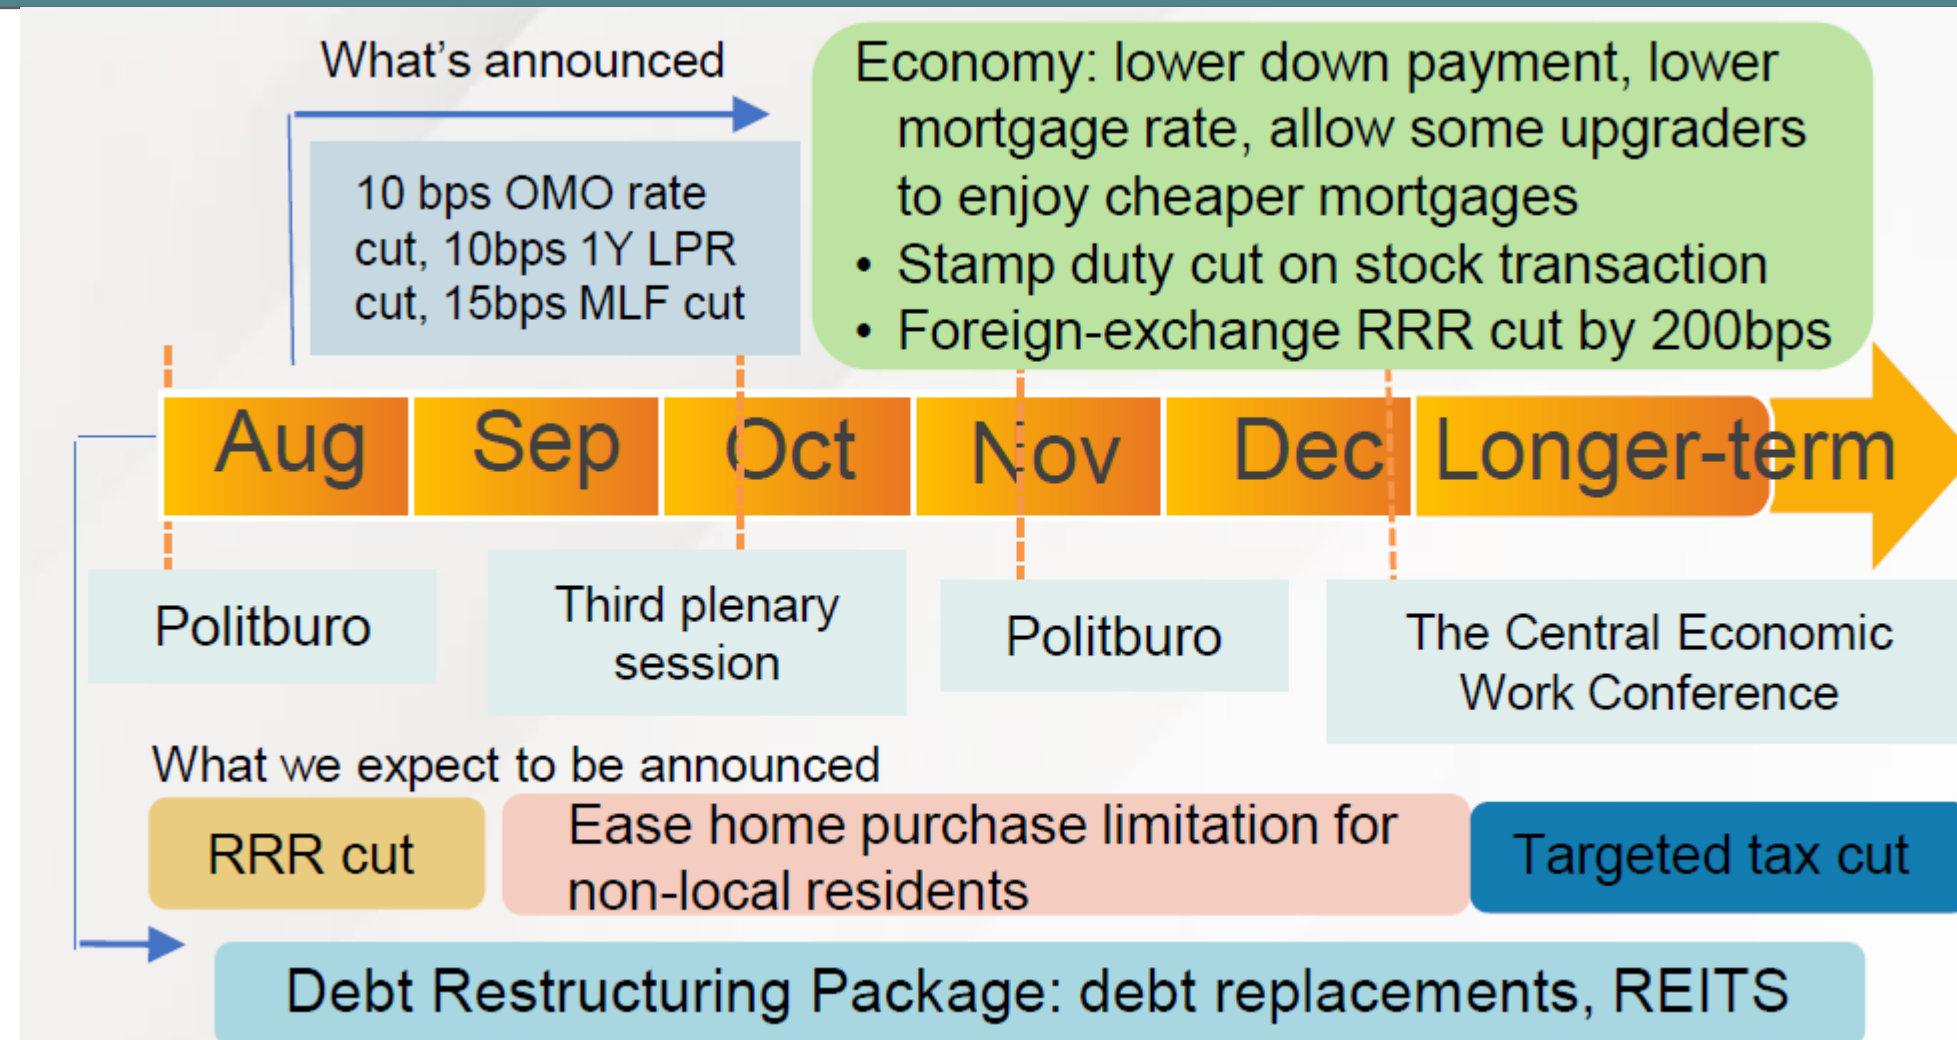 What's announced
10 bps OMO rate
cut, 10bps 1Y LPR
cut, 15bps MLF cut
Economy: lower down payment, lower
mortgage rate, allow some upgraders
to enjoy cheaper mortgages
• Stamp duty cut on stock transaction
• Foreign-exchange RRR cut by 200bps
Aug
Sep
Oct
Nov
Dec
Longer-term
Politburo
Third plenary
session
Politburo
The Central Economic
Work Conference
What we expect to be announced
RRR cut
Ease home purchase limitation for
non-local residents
Targeted tax cut
Debt Restructuring Package: debt replacements, REITS